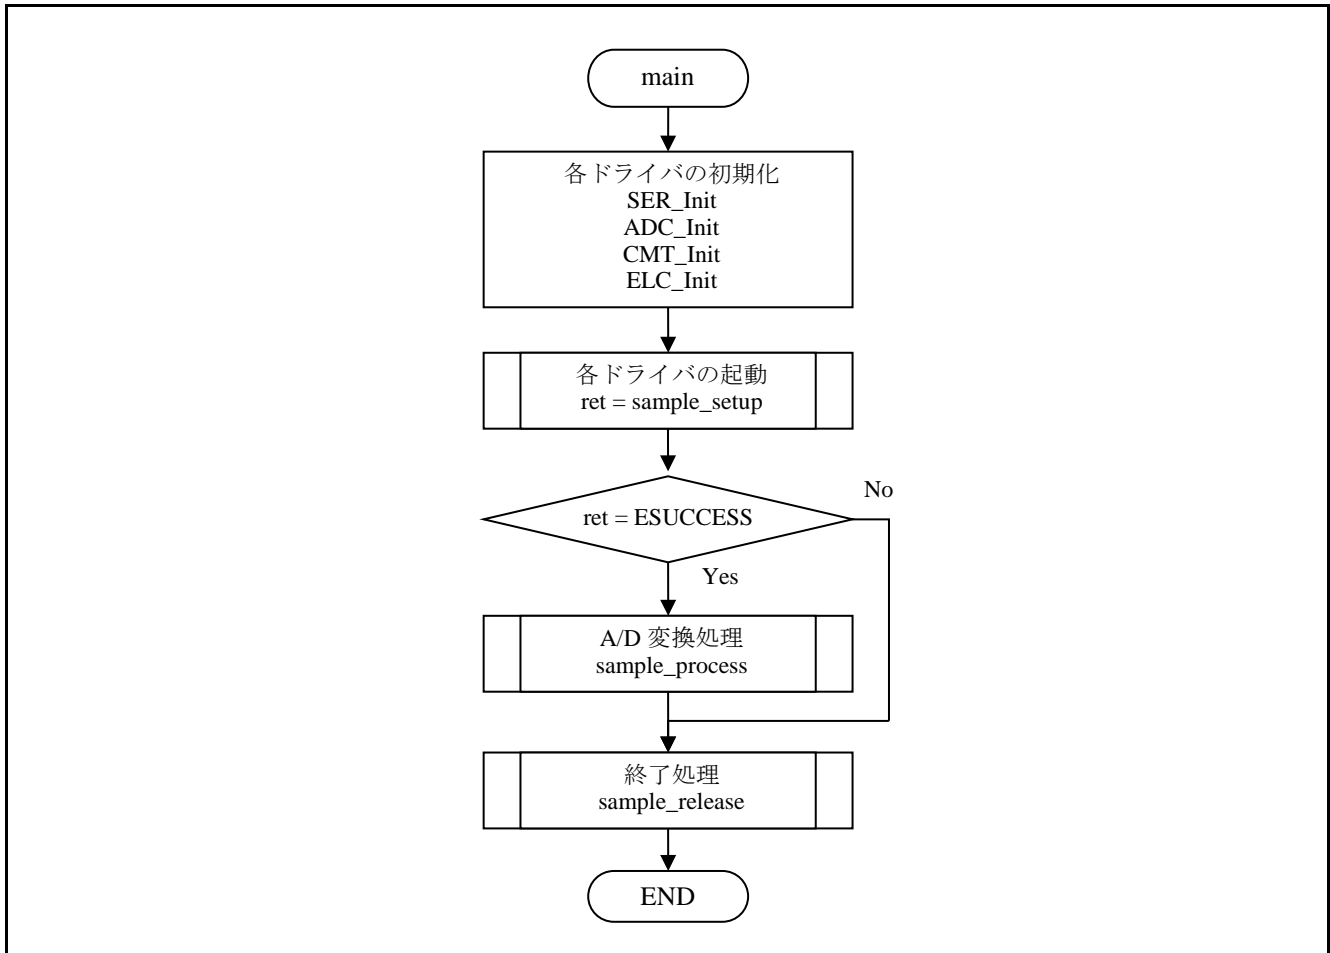 main
各ドライバの初期化
SER_Init
ADC_Init
CMT_Init
ELC_Init
各ドライバの起動
ret = sample_setup
ret = ESUCCESS
No
Yes
A/D 変換処理
sample_process
終了処理
sample_release
END